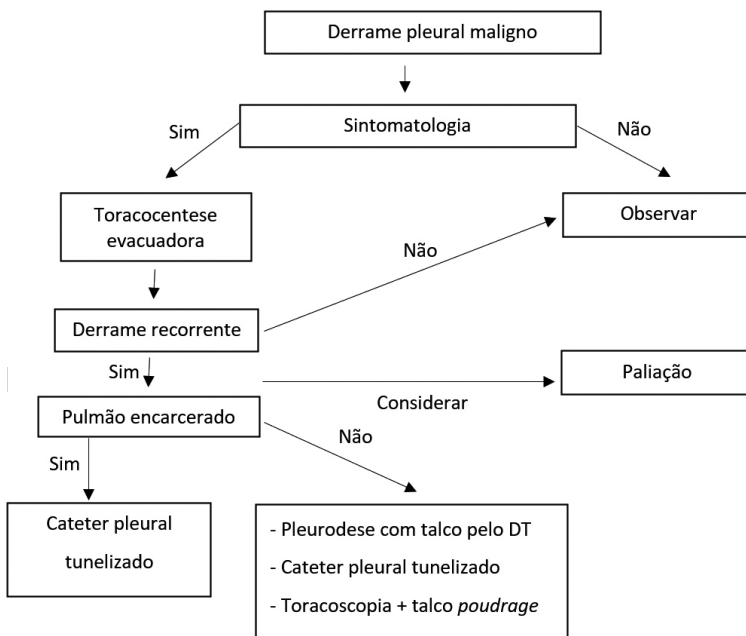 Derrame pleural maligno
Sim
Sintomatologia
Não
Toracocentese
evacuadora
Observar
Não
Derrame recorrente
Sim
Paliação
Considerar
Pulmão encarcerado
Não
Sim
Cateter pleural
tunelizado
- Pleurodese com talco pelo DT
- Cateter pleural tunelizado
- Toracoscopia + talco poudrage